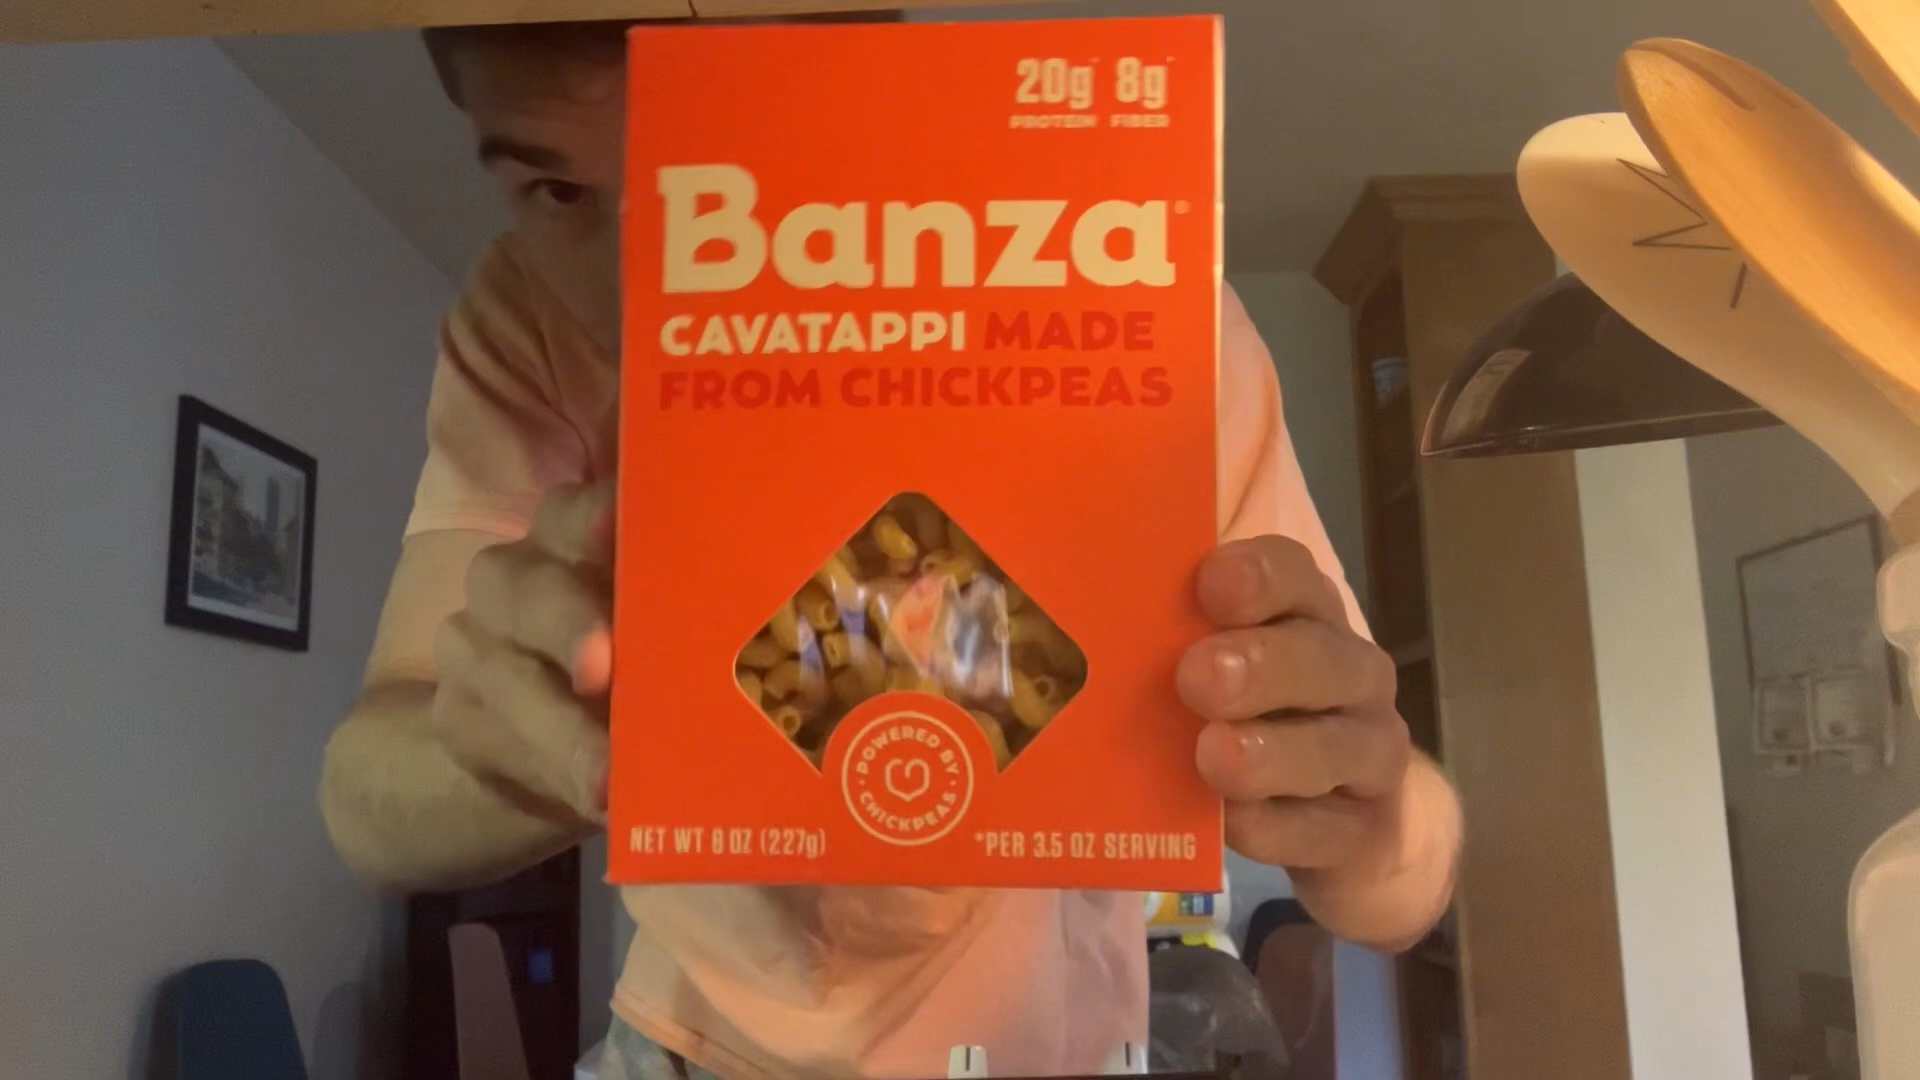 20g* 8g*
PROTEIN FIBER
Banza®
CAVATAPPI MADE
FROM CHICKPEAS
POWERED BY
CHICKPEAS
NET WT 8 OZ (227g)
*PER 3.5 OZ SERVING